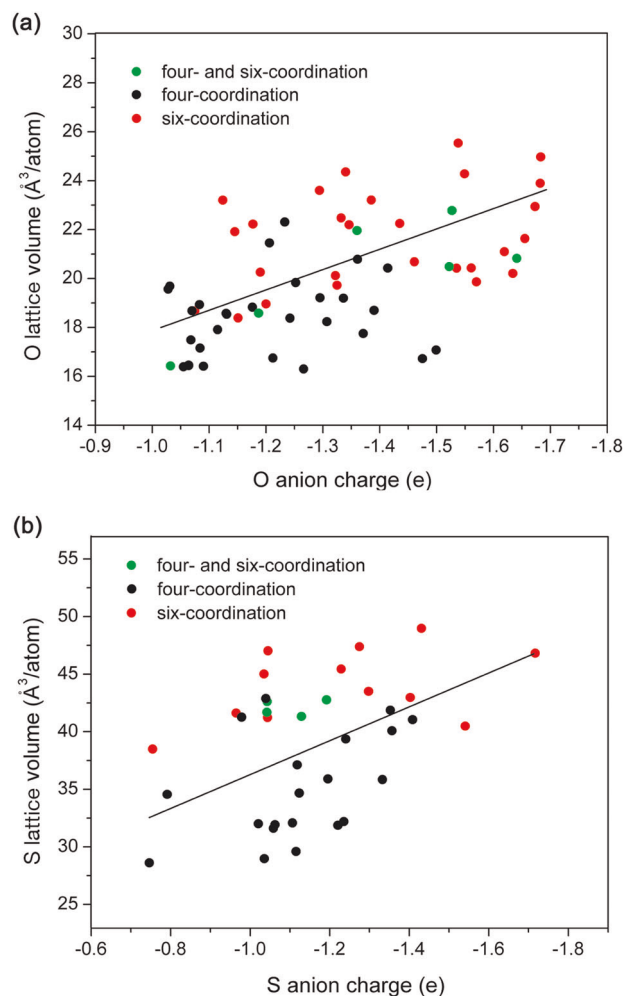 (a)
30
28
26
24
22
20
18
16
14
O lattice volume (Å³/atom)
four- and six-coordination
four-coordination
six-coordination
-0.9 -1.0 -1.1 -1.2 -1.3 -1.4 -1.5 -1.6 -1.7 -1.8
O anion charge (e)
(b)
55
50
45
40
35
30
25
S lattice volume (Å³/atom)
four- and six-coordination
four-coordination
six-coordination
-0.6 -0.8 -1.0 -1.2 -1.4 -1.6 -1.8
S anion charge (e)